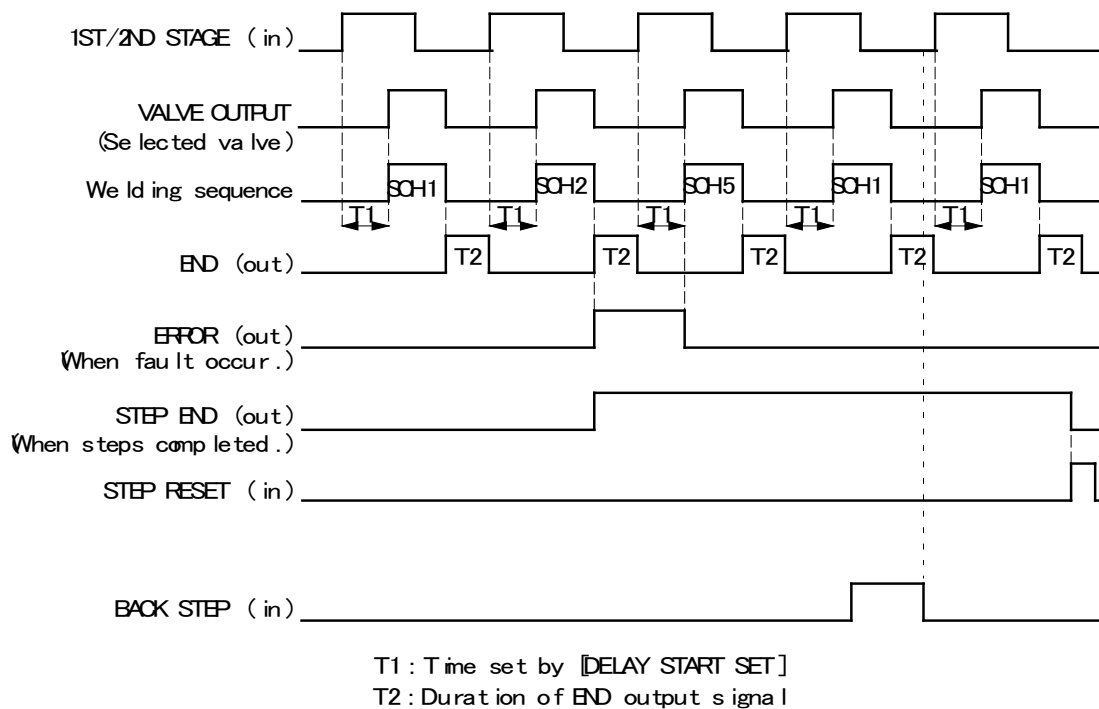 1ST/2ND STAGE (in)
VALVE OUTPUT
(Selected valve)
Welding sequence
SCH1
SCH2
SCH5
SCH1
SCH1
T1
T1
T1
T1
T1
END (out)
T2
T2
T2
T2
T2
ERROR (out)
(When fault occur.)
STEP END (out)
(When steps completed.)
STEP RESET (in)
BACK STEP (in)
T1 : Time set by [DELAY START SET]
T2 : Duration of END output signal